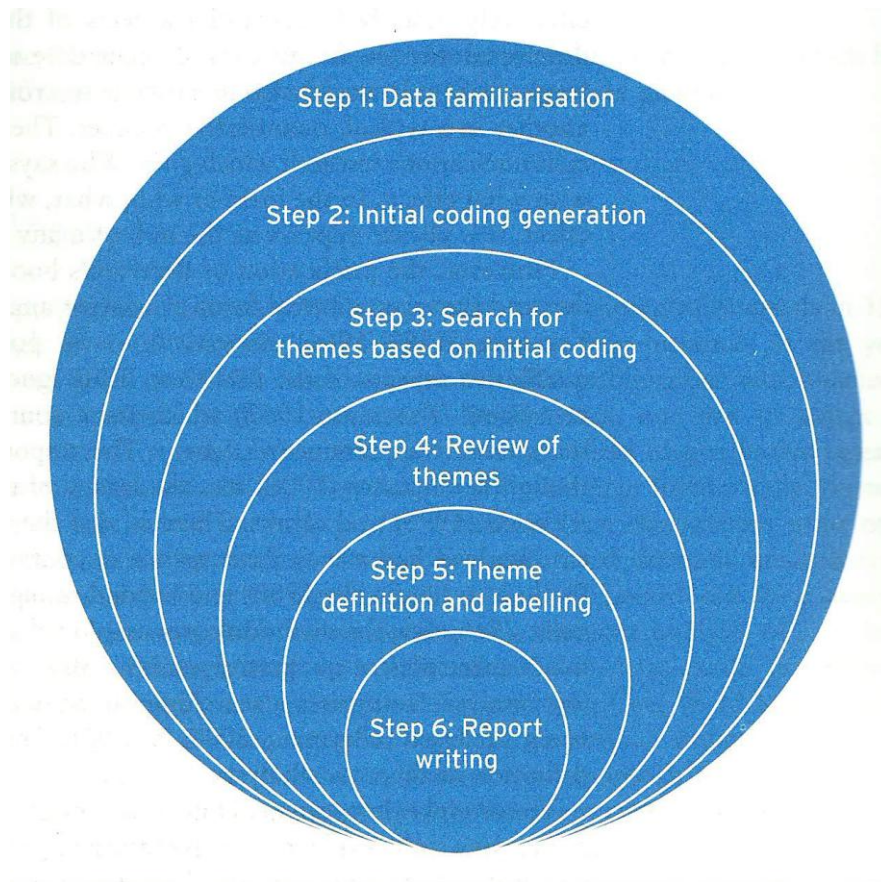 Step 1: Data familiarisation
Step 2: Initial coding generation
Step 3: Search for
themes based on initial coding
Step 4: Review of
themes
Step 5: Theme
definition and labelling
Step 6: Report
writing